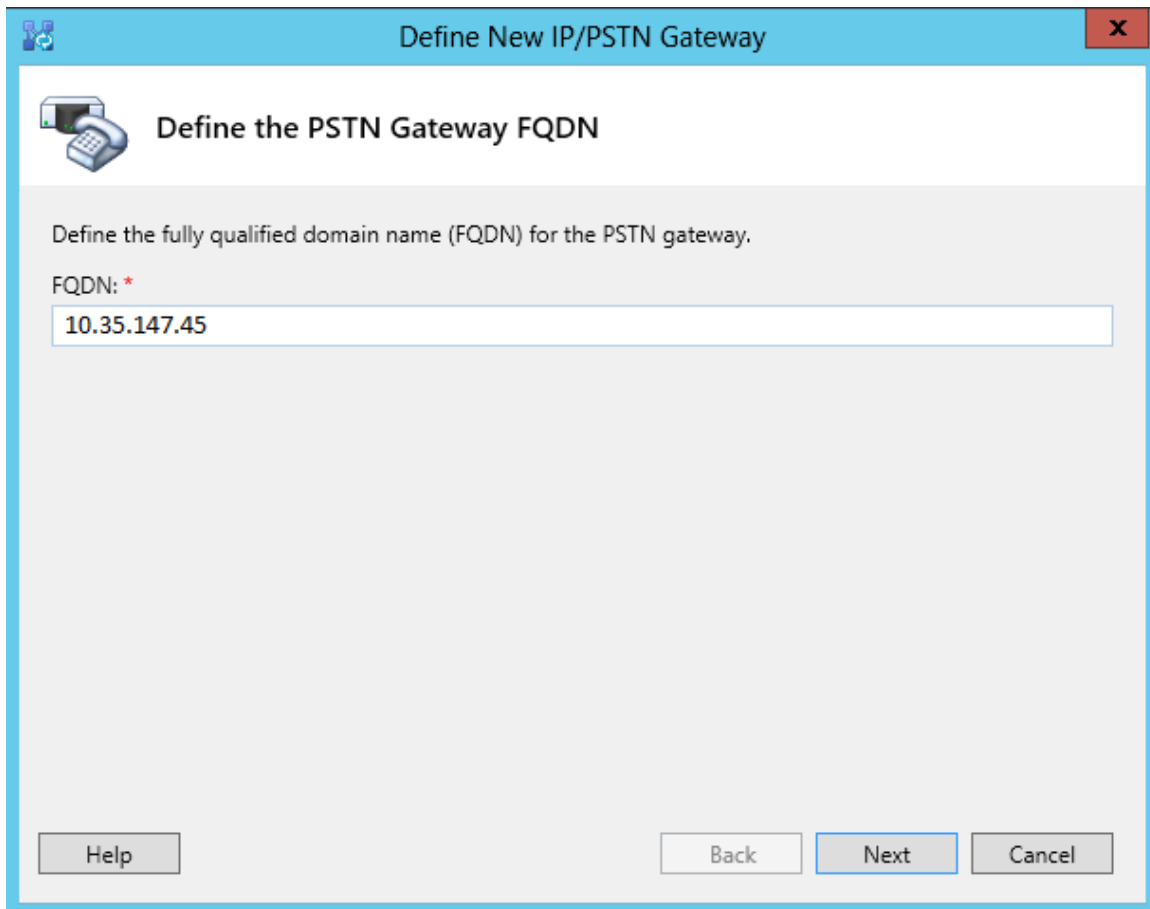 Define New IP/PSTN Gateway
x
Define the PSTN Gateway FQDN
Define the fully qualified domain name (FQDN) for the PSTN gateway.
FQDN: *
10.35.147.45
Help Back Next Cancel